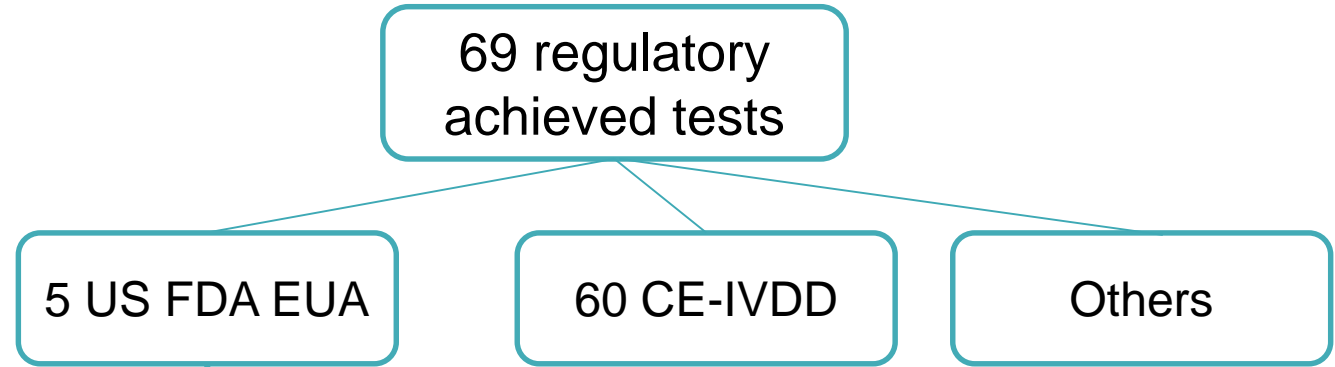 69 regulatory
achieved tests
5 US FDA EUA
60 CE-IVDD
Others